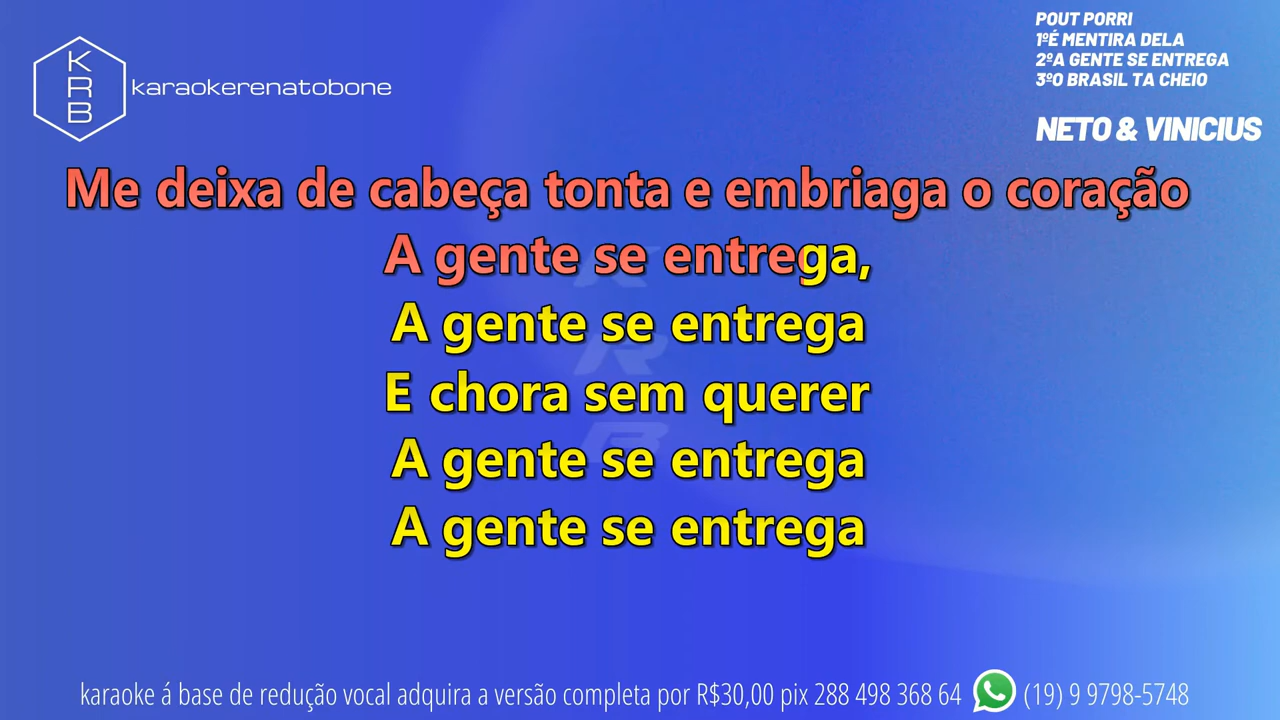 KRB
karaokerenatobone
POUT PORRI
1ºÉ MENTIRA DELA
2ºA GENTE SE ENTREGA
3ºO BRASIL TA CHEIO
NETO & VINICIUS
Me deixa de cabeça tonta e embriaga o coração
A gente se entrega,
A gente se entrega
E chora sem querer
A gente se entrega
A gente se entrega
KRB
karaoke á base de redução vocal adquira a versão completa por R$30,00 pix 288 498 368 64 (19) 9 9798-5748